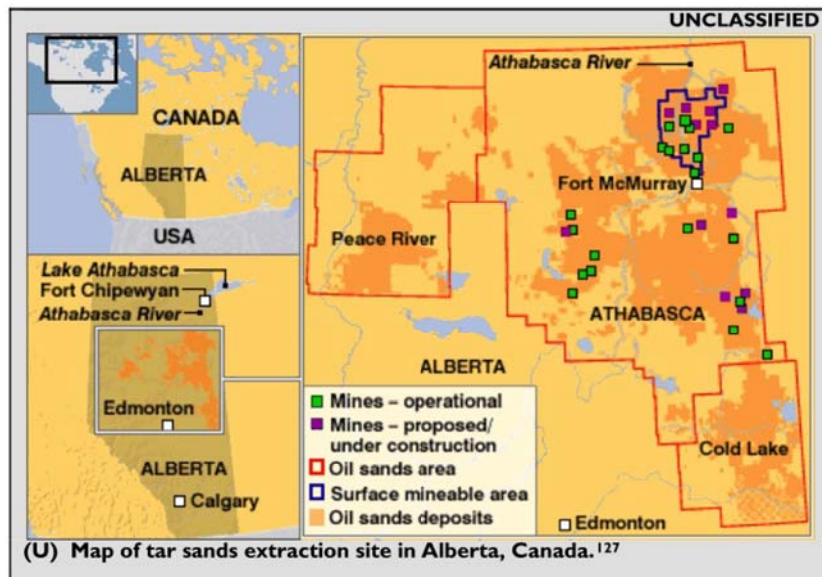 UNCLASSIFIED
CANADA
ALBERTA
USA
Lake Athabasca
Fort Chipewyan
Athabasca River
Edmonton
ALBERTA
Calgary
Athabasca River
Fort McMurray
Peace River
ATHABASCA
ALBERTA
Cold Lake
Edmonton
Mines – operational
Mines – proposed/
under construction
Oil sands area
Surface mineable area
Oil sands deposits
(U) Map of tar sands extraction site in Alberta, Canada.127